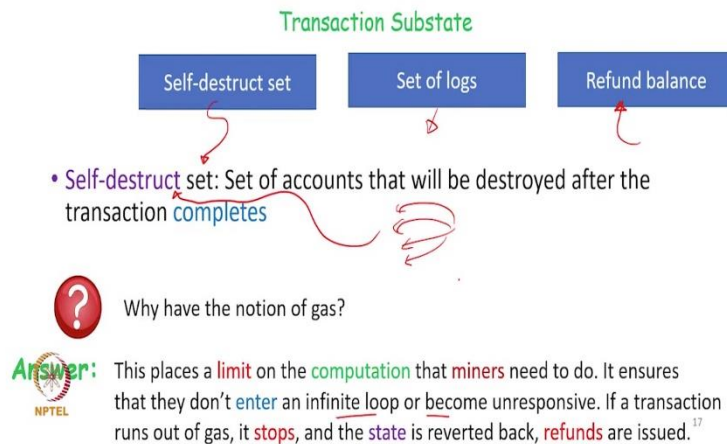 Transaction Substate
Self-destruct set
Set of logs
Refund balance
• Self-destruct set: Set of accounts that will be destroyed after the
transaction completes
?
Why have the notion of gas?
Answer: This places a limit on the computation that miners need to do. It ensures
that they don't enter an infinite loop or become unresponsive. If a transaction
runs out of gas, it stops, and the state is reverted back, refunds are issued.
NPTEL
17